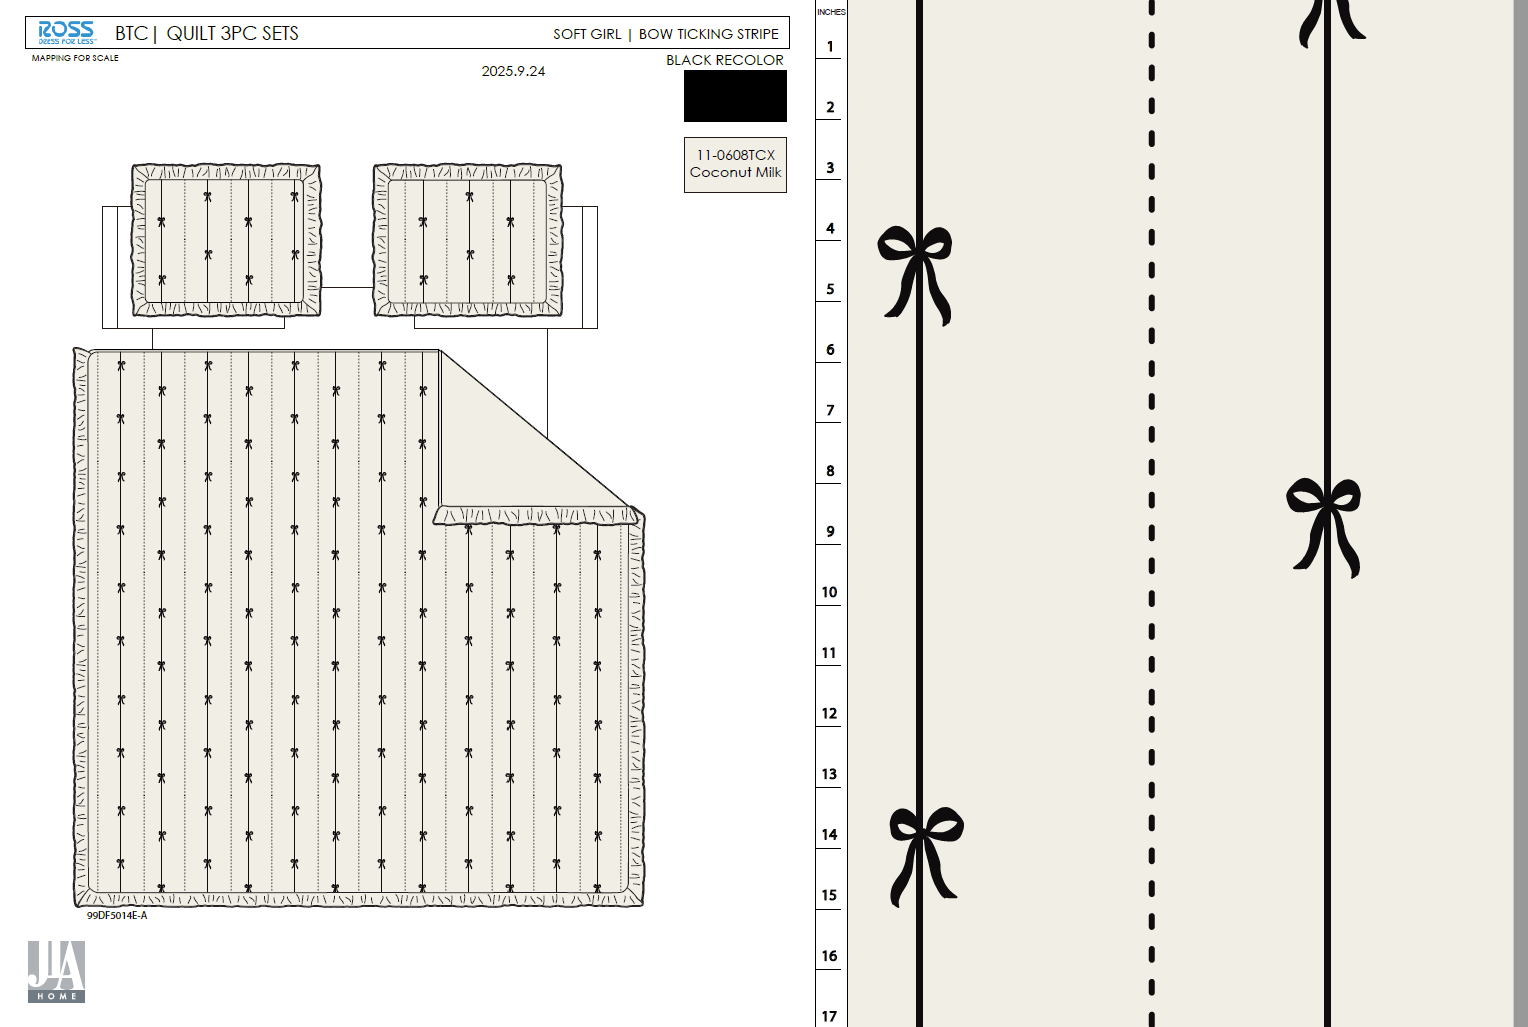 ROSS
DRESS FOR LESS
BTC| QUILT 3PC SETS
SOFT GIRL | BOW TICKING STRIPE
MAPPING FOR SCALE
2025.9.24
BLACK RECOLOR
11-0608TCX
Coconut Milk
99DF5014E-A
JLA
HOME
INCHES
1
2
3
4
5
6
7
8
9
10
11
12
13
14
15
16
17